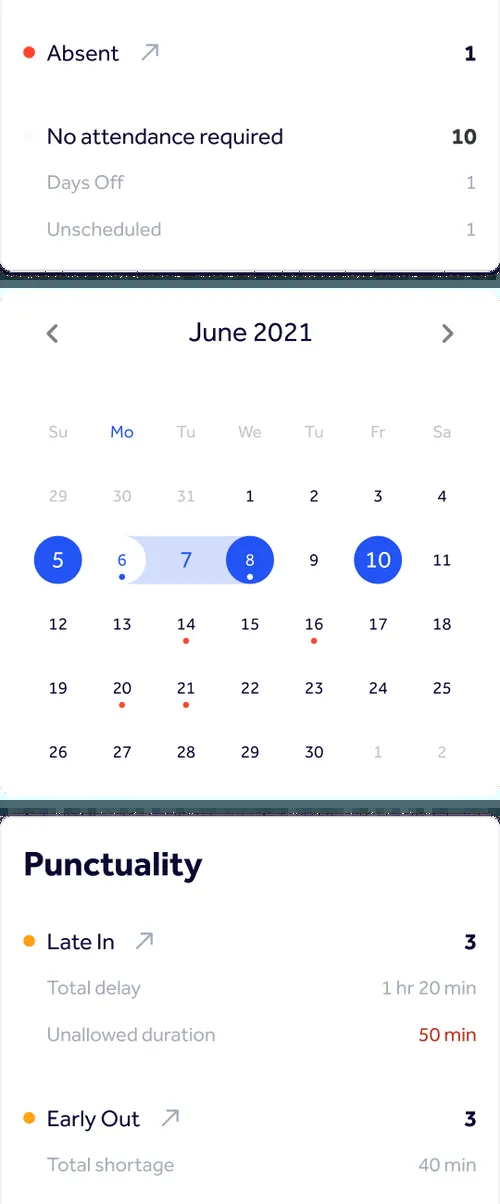 Absent 1
No attendance required 10
Days Off 1
Unscheduled 1
June 2021
Su Mo Tu We Tu Fr Sa
29 30 31 1 2 3 4
5 6 7 8 9 10 11
12 13 14 15 16 17 18
19 20 21 22 23 24 25
26 27 28 29 30 1 2
Punctuality
Late In 3
Total delay 1 hr 20 min
Unallowed duration 50 min
Early Out 3
Total shortage 40 min